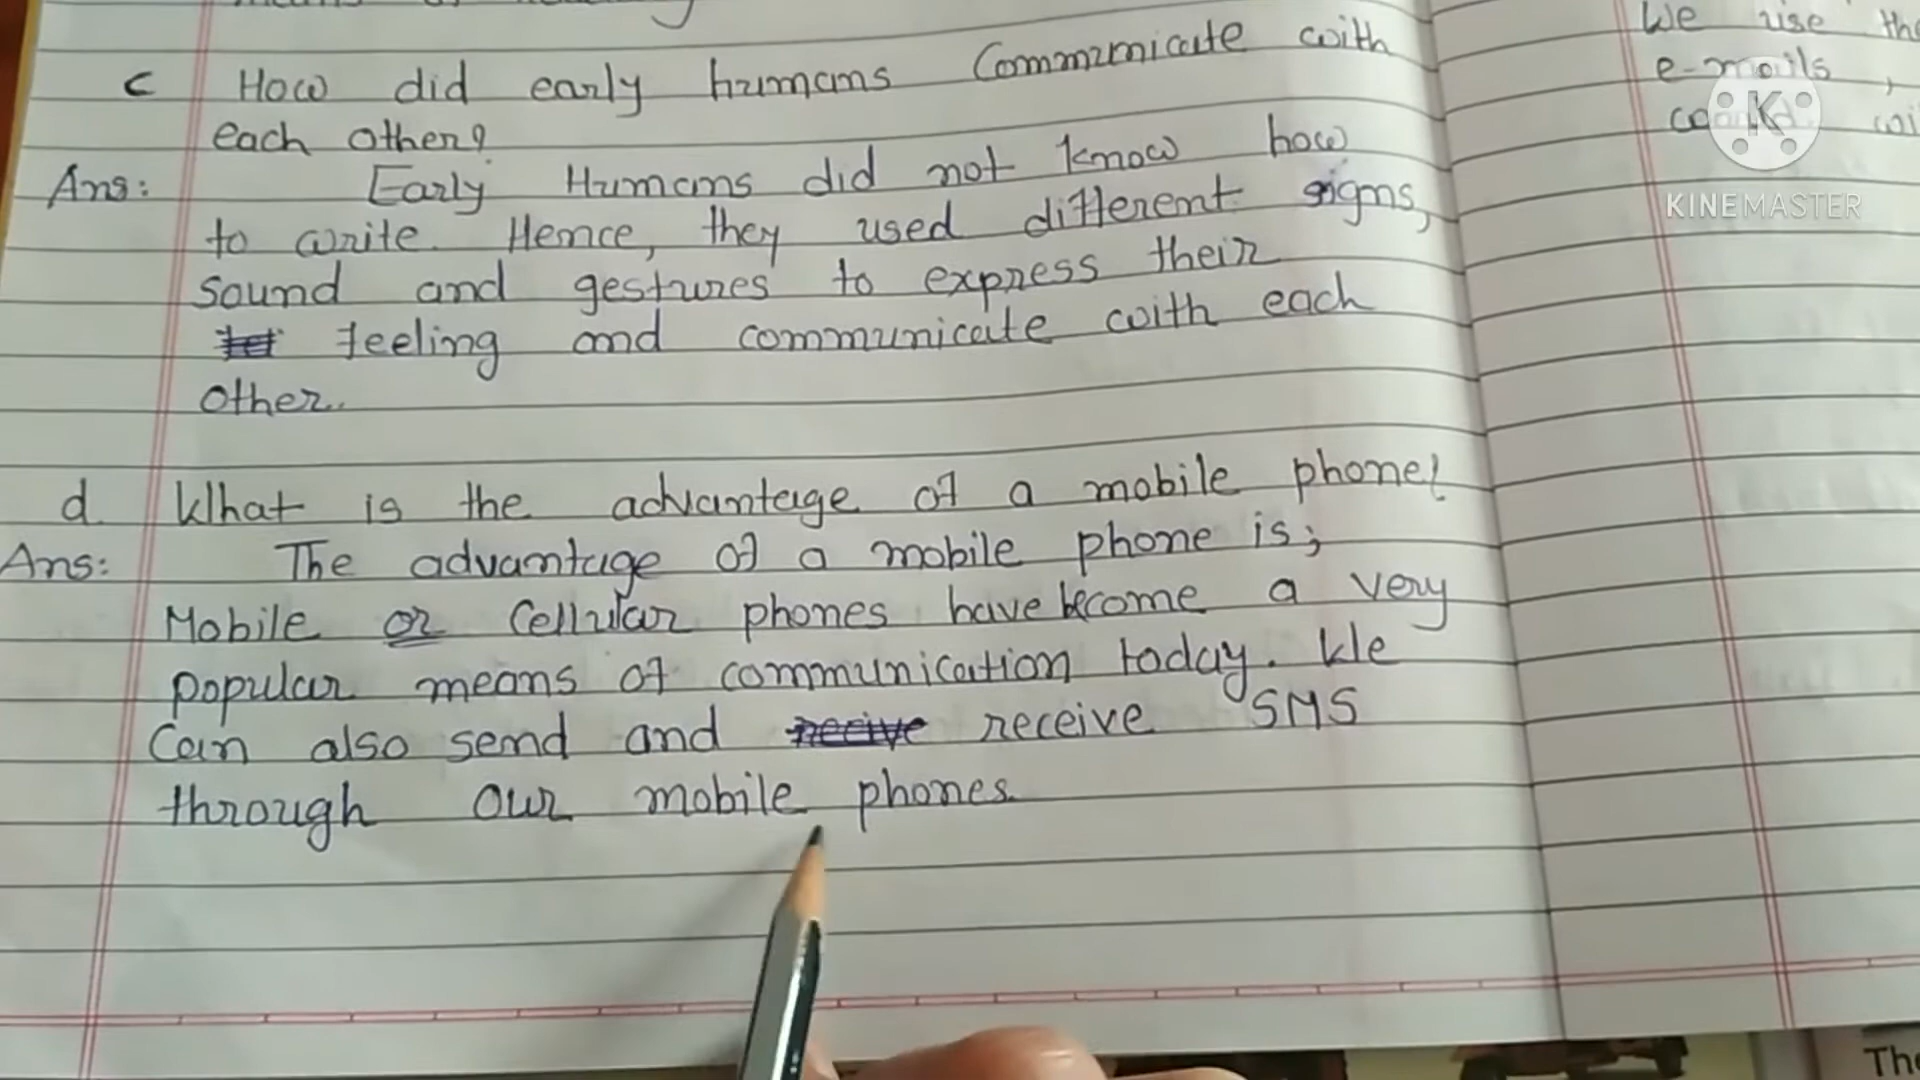 c How did early humans Communicate with
each other?
Ans: Early Humans did not know how
to write. Hence, they used different signs,
sound and gestures to express their
feeling and communicate with each
other.
d. What is the advantage of a mobile phone?
Ans: The advantage of a mobile phone is;
Mobile or Cellular phones have become a very
popular means of communication today. We
Can also send and recive receive SMS
through our mobile phones.
We use the
e-mails,
K
KINEMASTER
The